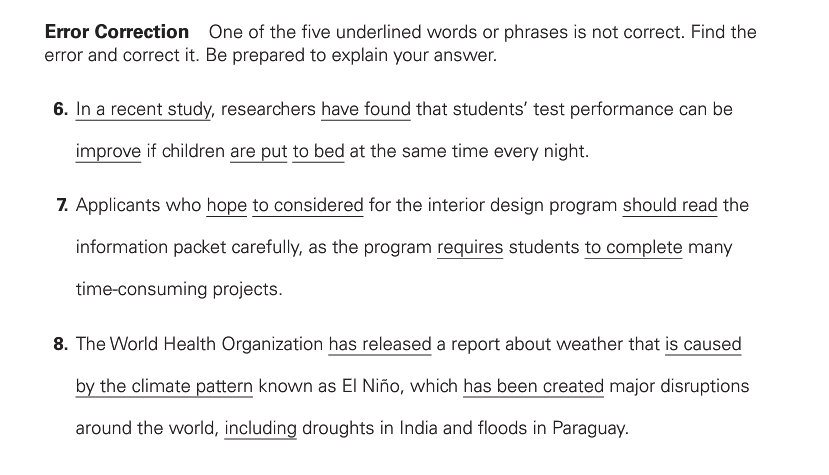 Error Correction One of the five underlined words or phrases is not correct. Find the
error and correct it. Be prepared to explain your answer.
6. In a recent study, researchers have found that students’ test performance can be
improve if children are put to bed at the same time every night.
7. Applicants who hope to considered for the interior design program should read the
information packet carefully, as the program requires students to complete many
time-consuming projects.
8. The World Health Organization has released a report about weather that is caused
by the climate pattern known as El Niño, which has been created major disruptions
around the world, including droughts in India and floods in Paraguay.